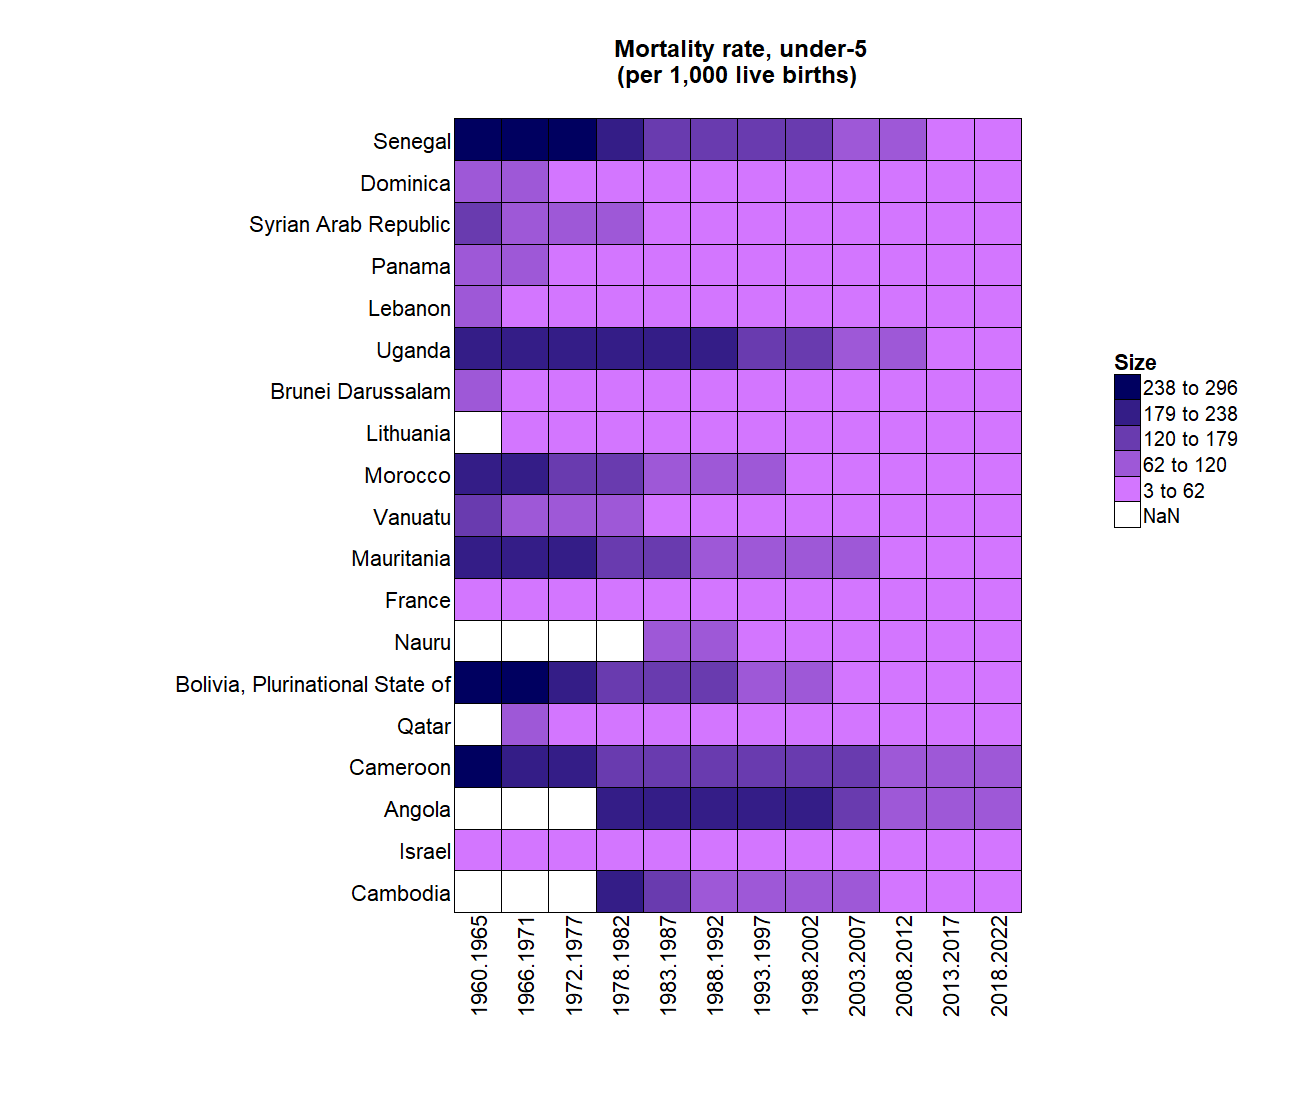 Mortality rate, under-5
(per 1,000 live births)
Senegal
Dominica
Syrian Arab Republic
Panama
Lebanon
Uganda
Brunei Darussalam
Lithuania
Morocco
Vanuatu
Mauritania
France
Nauru
Bolivia, Plurinational State of
Qatar
Cameroon
Angola
Israel
Cambodia
1960.1965
1966.1971
1972.1977
1978.1982
1983.1987
1988.1992
1993.1997
1998.2002
2003.2007
2008.2012
2013.2017
2018.2022
Size
238 to 296
179 to 238
120 to 179
62 to 120
3 to 62
NaN